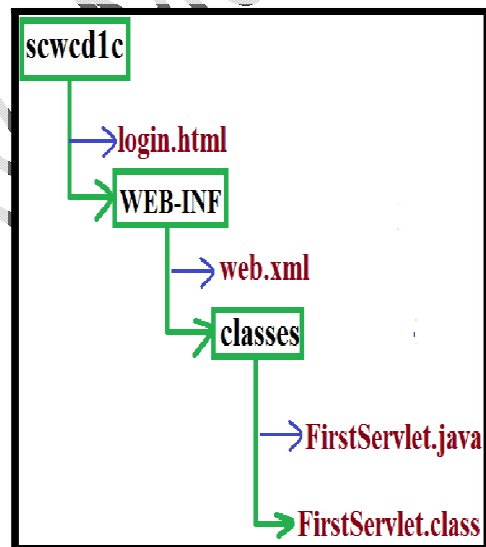 scwcd1c
login.html
WEB-INF
web.xml
classes
FirstServlet.java
FirstServlet.class